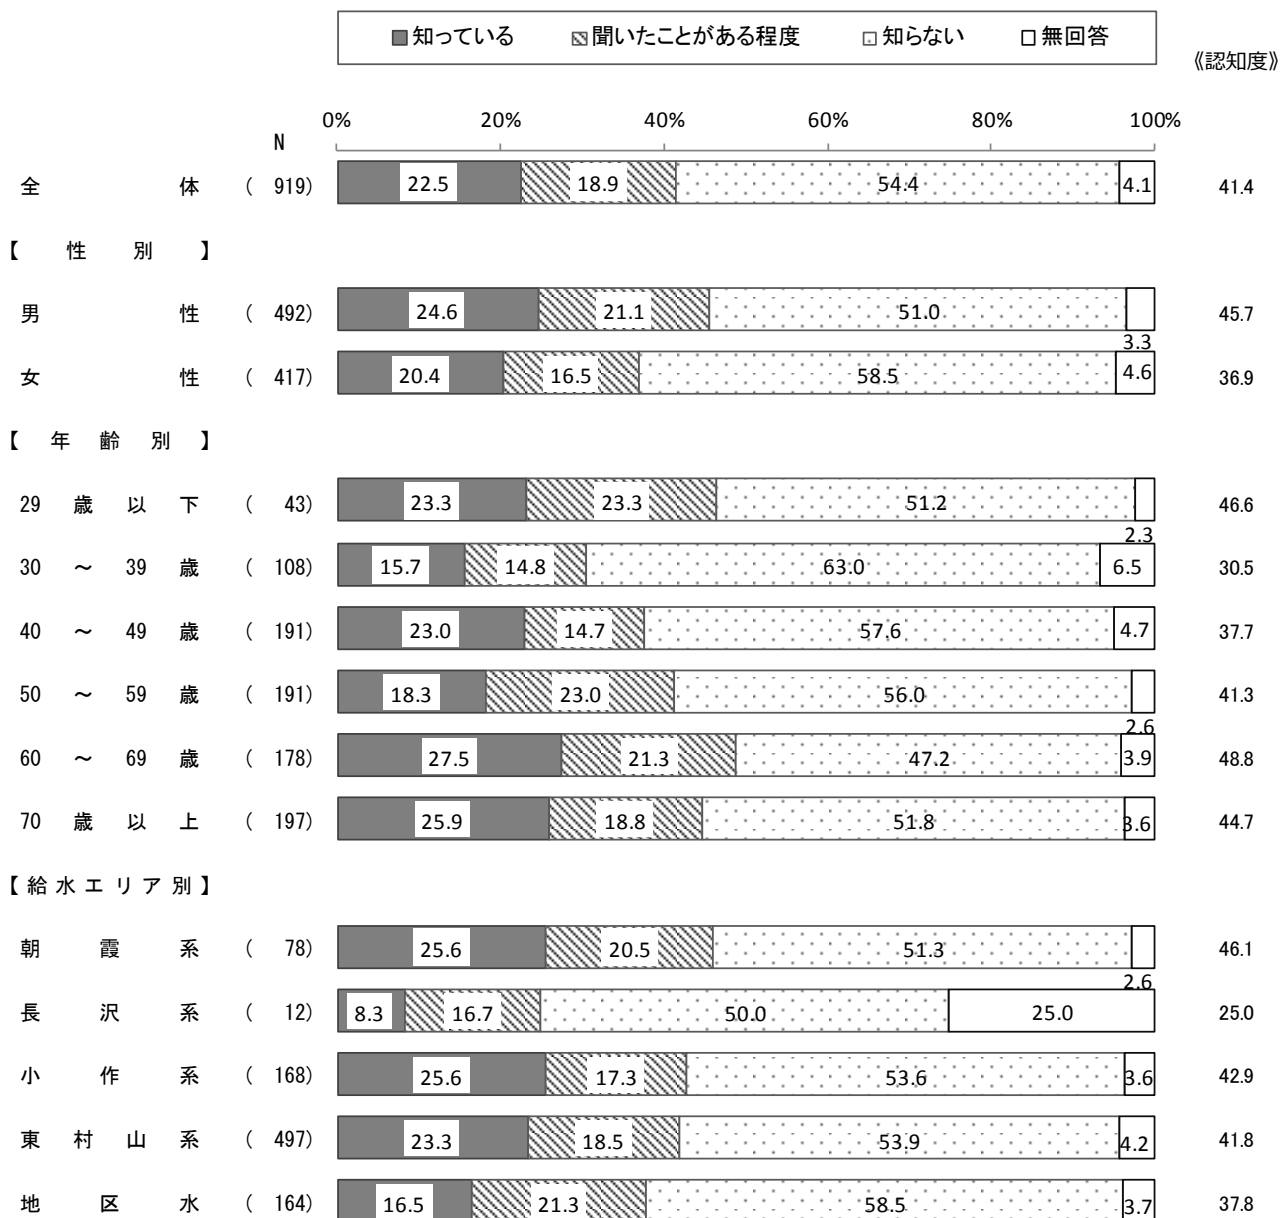 知っている 聞いたことがある程度 知らない 無回答
《認知度》
0% 20% 40% 60% 80% 100%
N
全体 ( 919) 22.5 18.9 54.4 4.1 41.4
【 性 別 】
男性 ( 492) 24.6 21.1 51.0 3.3 45.7
女性 ( 417) 20.4 16.5 58.5 4.6 36.9
【 年 齢 別 】
29歳以下 ( 43) 23.3 23.3 51.2 2.3 46.6
30～39歳 ( 108) 15.7 14.8 63.0 6.5 30.5
40～49歳 ( 191) 23.0 14.7 57.6 4.7 37.7
50～59歳 ( 191) 18.3 23.0 56.0 2.6 41.3
60～69歳 ( 178) 27.5 21.3 47.2 3.9 48.8
70歳以上 ( 197) 25.9 18.8 51.8 3.6 44.7
【給水エリア別】
朝霞系 ( 78) 25.6 20.5 51.3 2.6 46.1
長沢系 ( 12) 8.3 16.7 50.0 25.0 25.0
小作系 ( 168) 25.6 17.3 53.6 3.6 42.9
東村山系 ( 497) 23.3 18.5 53.9 4.2 41.8
地区水 ( 164) 16.5 21.3 58.5 3.7 37.8